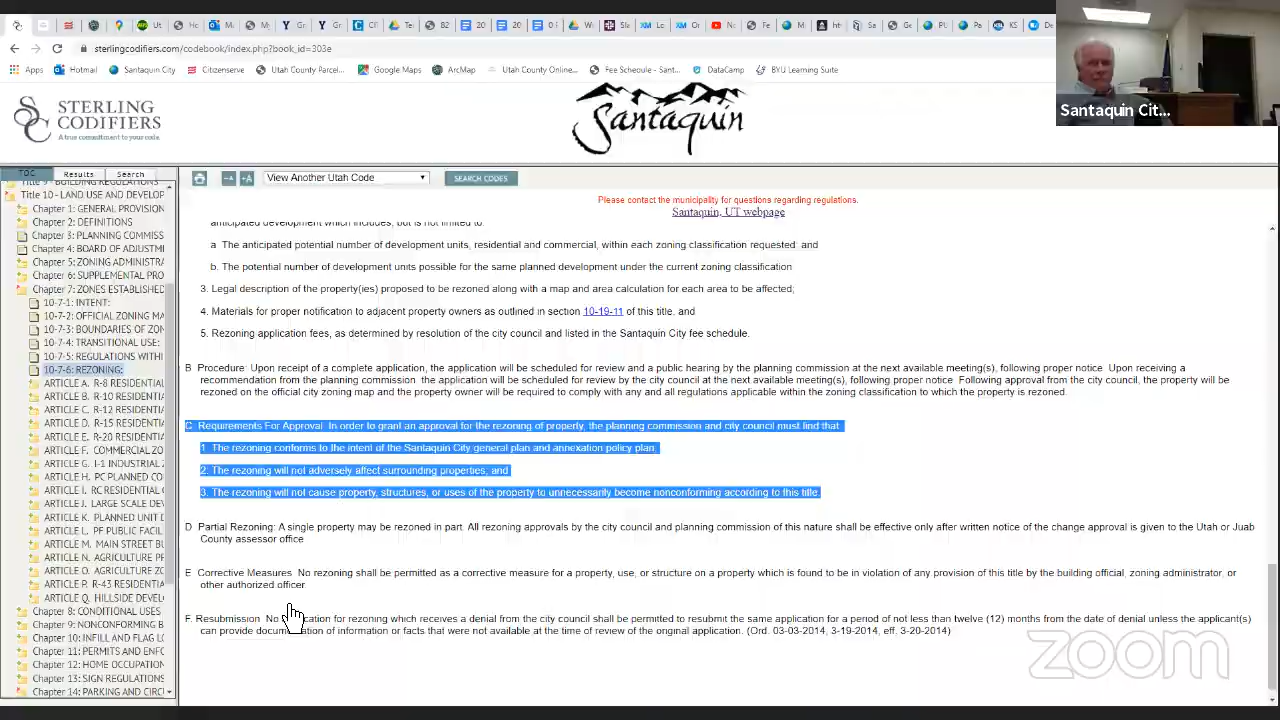 sterlingcodifiers.com/codebook/index.php?book_id=303e
Apps Hotmail Santaquin City Citizenserve Utah County Parcel... Google Maps ArcMap Utah County Online... Fee Schedule - Sant... DataCamp BYU Learning Suite
Santaquin Cit...
STERLING
CODIFIERS
A true commitment to your code.
Santaquin
TOC Results Search
View Another Utah Code
SEARCH CODES
Please contact the municipality for questions regarding regulations.
Santaquin, UT webpage
Title 9 - BUILDING REGULATIONS
Title 10 - LAND USE AND DEVELOP
Chapter 1: GENERAL PROVISION
Chapter 2: DEFINITIONS
Chapter 3: PLANNING COMMISS
Chapter 4: BOARD OF ADJUSTM
Chapter 5: ZONING ADMINISTRA
Chapter 6: SUPPLEMENTAL PRO
Chapter 7: ZONES ESTABLISHED
10-7-1: INTENT:
10-7-2: OFFICIAL ZONING MA
10-7-3: BOUNDARIES OF ZON
10-7-4: TRANSITIONAL USE:
10-7-5: REGULATIONS WITHI
10-7-6: REZONING:
ARTICLE A. R-8 RESIDENTIAL
ARTICLE B. R-10 RESIDENTI
ARTICLE C. R-12 RESIDENTI
ARTICLE D. R-15 RESIDENTI
ARTICLE E. R-20 RESIDENTI
ARTICLE F. COMMERCIAL ZO
ARTICLE G. I-1 INDUSTRIAL Z
ARTICLE H. PC PLANNED CO
ARTICLE I. RC RESIDENTIAL
ARTICLE J. LARGE SCALE DEV
ARTICLE K. PLANNED UNIT D
ARTICLE L. PF PUBLIC FACIL
ARTICLE M. MAIN STREET BU
ARTICLE N. AGRICULTURE PR
ARTICLE O. AGRICULTURE ZO
ARTICLE P. R-43 RESIDENTIA
ARTICLE Q. HILLSIDE DEVEL
Chapter 8: CONDITIONAL USES
Chapter 9: NONCONFORMING B
Chapter 10: INFILL AND FLAG LO
Chapter 11: PERMITS AND ENFO
Chapter 12: HOME OCCUPATION
Chapter 13: SIGN REGULATIONS
Chapter 14: PARKING AND CIRC
anticipated development which includes, but is not limited to:
a The anticipated potential number of development units, residential and commercial, within each zoning classification requested; and
b. The potential number of development units possible for the same planned development under the current zoning classification
3. Legal description of the property(ies) proposed to be rezoned along with a map and area calculation for each area to be affected;
4. Materials for proper notification to adjacent property owners as outlined in section 10-19-11 of this title; and
5. Rezoning application fees, as determined by resolution of the city council and listed in the Santaquin City fee schedule.
B Procedure: Upon receipt of a complete application, the application will be scheduled for review and a public hearing by the planning commission at the next available meeting(s), following proper notice. Upon receiving a
recommendation from the planning commission, the application will be scheduled for review by the city council at the next available meeting(s), following proper notice Following approval from the city council, the property will be
rezoned on the official city zoning map and the property owner will be required to comply with any and all regulations applicable within the zoning classification to which the property is rezoned.
C Requirements For Approval: In order to grant an approval for the rezoning of property, the planning commission and city council must find that:
1 The rezoning conforms to the intent of the Santaquin City general plan and annexation policy plan;
2. The rezoning will not adversely affect surrounding properties; and
3. The rezoning will not cause property, structures, or uses of the property to unnecessarily become nonconforming according to this title.
D Partial Rezoning: A single property may be rezoned in part. All rezoning approvals by the city council and planning commission of this nature shall be effective only after written notice of the change approval is given to the Utah or Juab
County assessor office
E Corrective Measures: No rezoning shall be permitted as a corrective measure for a property, use, or structure on a property which is found to be in violation of any provision of this title by the building official, zoning administrator, or
other authorized officer.
F. Resubmission: No application for rezoning which receives a denial from the city council shall be permitted to resubmit the same application for a period of not less than twelve (12) months from the date of denial unless the applicant(s)
can provide documentation of information or facts that were not available at the time of review of the original application. (Ord. 03-03-2014, 3-19-2014, eff. 3-20-2014)
zoom